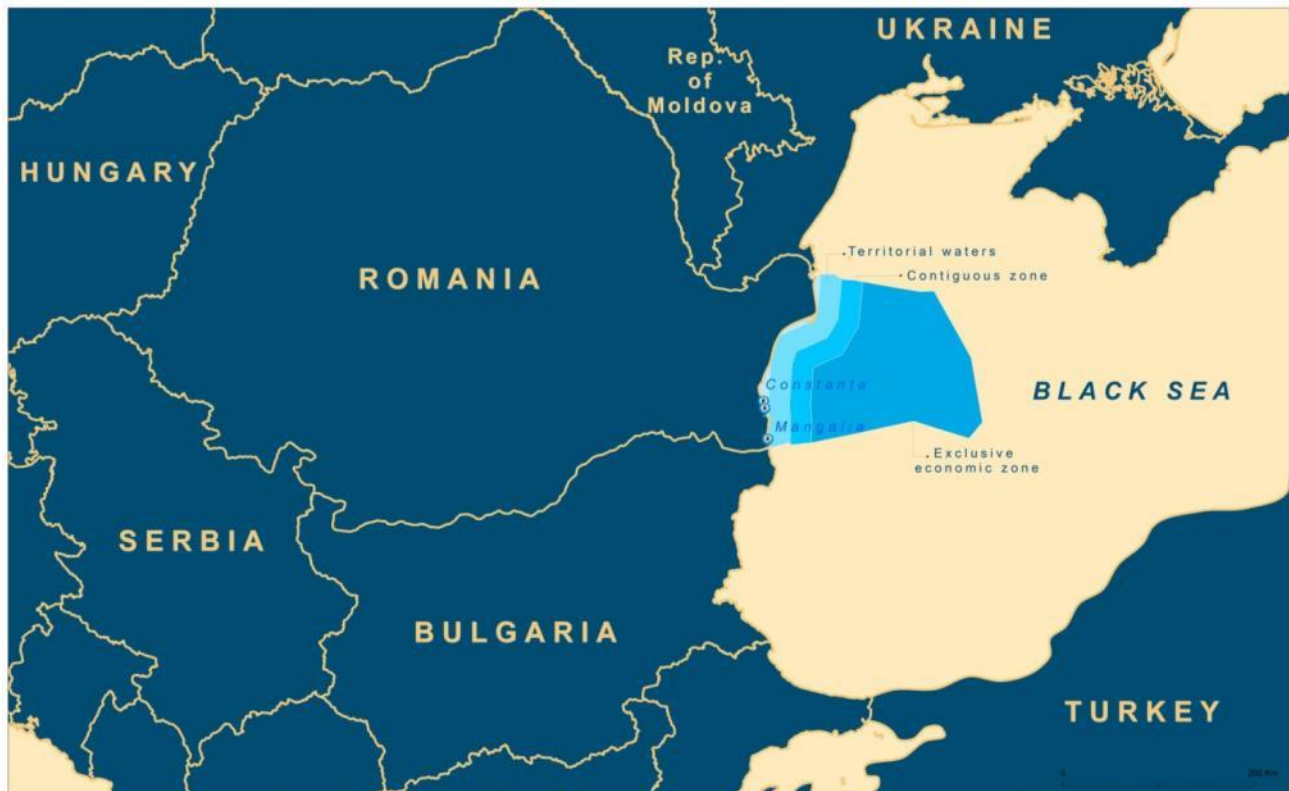 UKRAINE
Rep.
of
Moldova
HUNGARY
ROMANIA
Territorial waters
Contiguous zone
Constanta
BLACK SEA
Mangalia
Exclusive
economic zone
SERBIA
BULGARIA
TURKEY
0